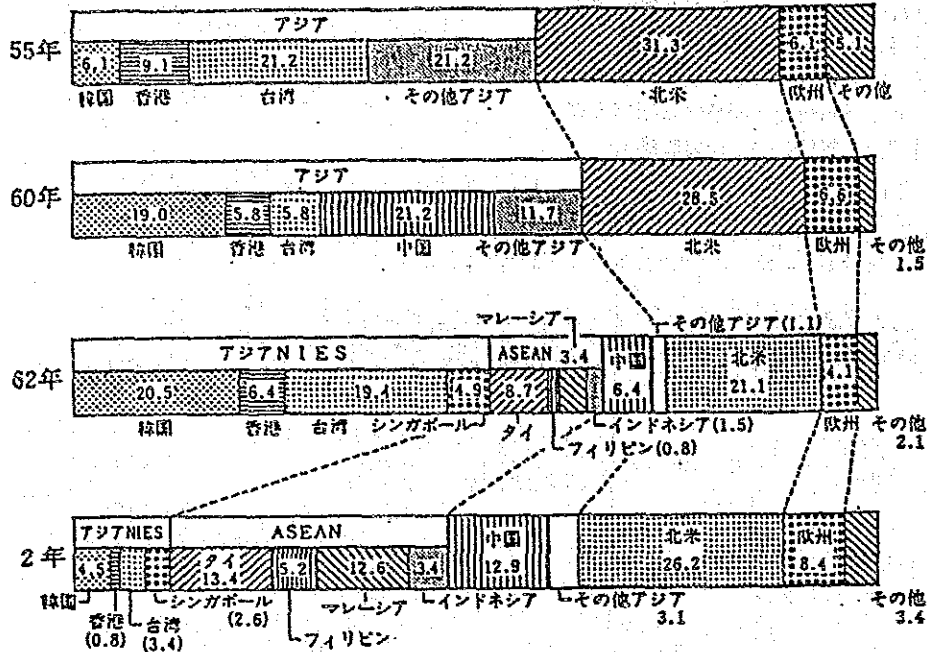 アジア
55年
6.1 9.1 21.2 21.2 31.3 6.1 5.1
韓国 香港 台湾 その他アジア 北米 欧州 その他
アジア
60年
19.0 5.8 5.8 21.2 11.7 28.5 6.6
韓国 香港 台湾 中国 その他アジア 北米 欧州 その他
1.5
マレーシア その他アジア(1.1)
アジアNIES ASEAN 3.4 中国 北米
62年
20.5 6.4 19.4 4.9 8.7 6.4 21.1 4.1
韓国 香港 台湾 シンガポール タイ インドネシア(1.5) 欧州 その他
フィリピン(0.8) 2.1
アジアNIES ASEAN 中国 北米 欧州
2年
4.5 タイ 13.4 5.2 12.6 3.4 12.9 26.2 8.4
韓国 シンガポール マレーシア インドネシア その他アジア その他
香港 台湾 (2.6) フィリピン 3.1 3.4
(0.8) (3.4)